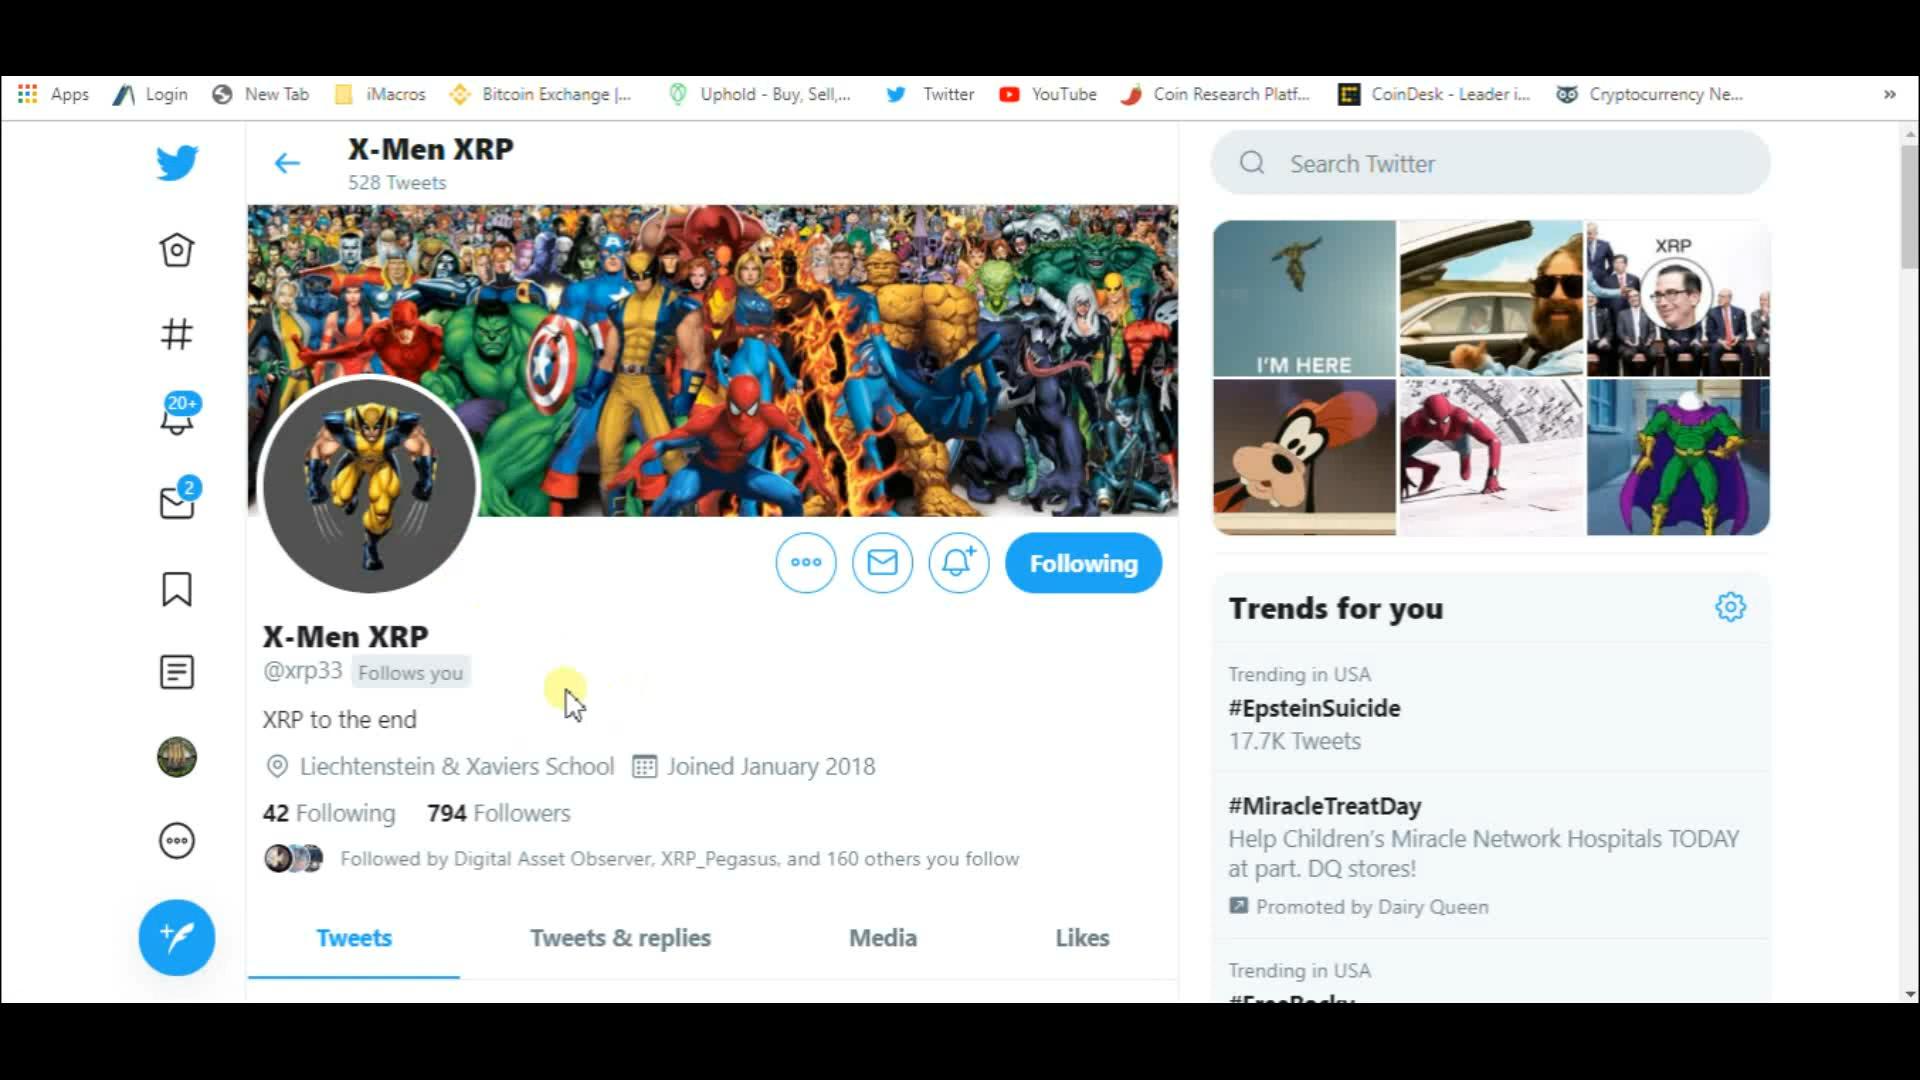 Apps Login New Tab iMacros Bitcoin Exchange |... Uphold - Buy, Sell,... Twitter YouTube Coin Research Platf... CoinDesk - Leader i... Cryptocurrency Ne... »
X-Men XRP
528 Tweets
Search Twitter
XRP
I'M HERE
20+
2
Following
X-Men XRP
@xrp33 Follows you
XRP to the end
Liechtenstein & Xaviers School Joined January 2018
42 Following 794 Followers
Followed by Digital Asset Observer, XRP_Pegasus, and 160 others you follow
Tweets Tweets & replies Media Likes
Trends for you
Trending in USA
#EpsteinSuicide
17.7K Tweets
#MiracleTreatDay
Help Children's Miracle Network Hospitals TODAY
at part. DQ stores!
Promoted by Dairy Queen
Trending in USA